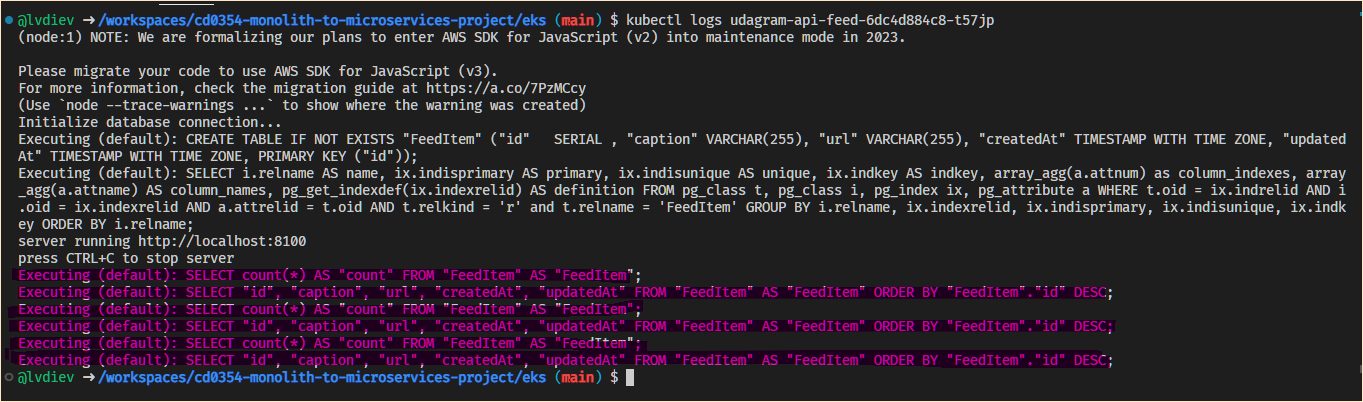 @lvdiev ➜ /workspaces/cd0354-monolith-to-microservices-project/eks (main) $ kubectl logs udagram-api-feed-6dc4d884c8-t57jp
(node:1) NOTE: We are formalizing our plans to enter AWS SDK for JavaScript (v2) into maintenance mode in 2023.
Please migrate your code to use AWS SDK for JavaScript (v3).
For more information, check the migration guide at https://a.co/7PzMCcy
(Use `node --trace-warnings ...` to show where the warning was created)
Initialize database connection...
Executing (default): CREATE TABLE IF NOT EXISTS "FeedItem" ("id"   SERIAL , "caption" VARCHAR(255), "url" VARCHAR(255), "createdAt" TIMESTAMP WITH TIME ZONE, "updated
At" TIMESTAMP WITH TIME ZONE, PRIMARY KEY ("id"));
Executing (default): SELECT i.relname AS name, ix.indisprimary AS primary, ix.indisunique AS unique, ix.indkey AS indkey, array_agg(a.attnum) as column_indexes, array
_agg(a.attname) AS column_names, pg_get_indexdef(ix.indexrelid) AS definition FROM pg_class t, pg_class i, pg_index ix, pg_attribute a WHERE t.oid = ix.indrelid AND i
.oid = ix.indexrelid AND a.attrelid = t.oid AND t.relkind = 'r' and t.relname = 'FeedItem' GROUP BY i.relname, ix.indexrelid, ix.indisprimary, ix.indisunique, ix.indk
ey ORDER BY i.relname;
server running http://localhost:8100
press CTRL+C to stop server
Executing (default): SELECT count(*) AS "count" FROM "FeedItem" AS "FeedItem";
Executing (default): SELECT "id", "caption", "url", "createdAt", "updatedAt" FROM "FeedItem" AS "FeedItem" ORDER BY "FeedItem"."id" DESC;
Executing (default): SELECT count(*) AS "count" FROM "FeedItem" AS "FeedItem";
Executing (default): SELECT "id", "caption", "url", "createdAt", "updatedAt" FROM "FeedItem" AS "FeedItem" ORDER BY "FeedItem"."id" DESC;
Executing (default): SELECT count(*) AS "count" FROM "FeedItem" AS "FeedItem";
Executing (default): SELECT "id", "caption", "url", "createdAt", "updatedAt" FROM "FeedItem" AS "FeedItem" ORDER BY "FeedItem"."id" DESC;
@lvdiev ➜ /workspaces/cd0354-monolith-to-microservices-project/eks (main) $